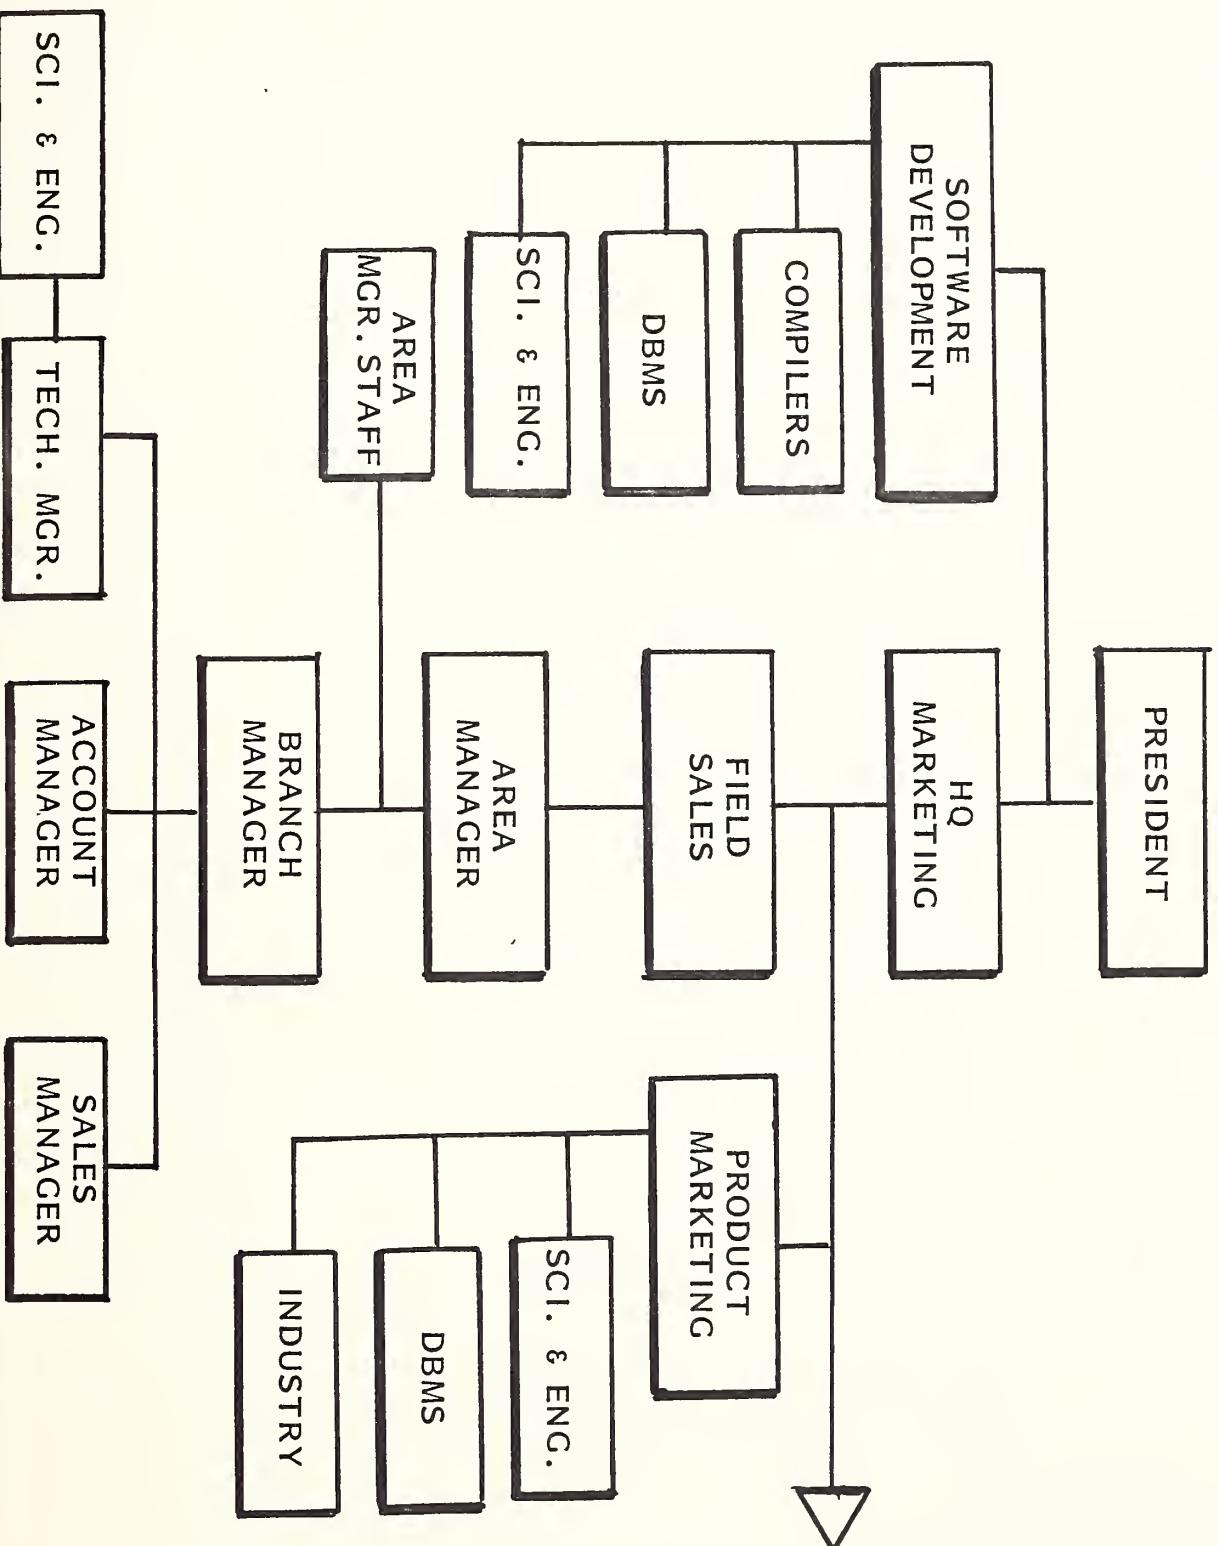 PRESIDENT
SOFTWARE
DEVELOPMENT
HQ
MARKETING
COMPILERS
DBMS
SCI. & ENG.
FIELD
SALES
PRODUCT
MARKETING
SCI. & ENG.
DBMS
INDUSTRY
AREA
MANAGER
AREA
MGR. STAFF
BRANCH
MANAGER
SCI. & ENG.
TECH. MGR.
ACCOUNT
MANAGER
SALES
MANAGER